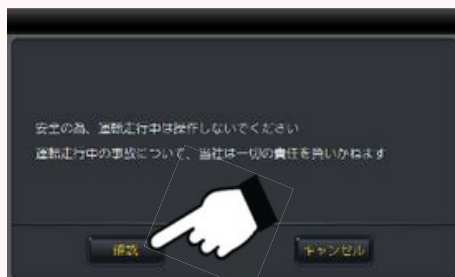 安全の為、運転走行中は操作しないでください
運転走行中の事故について、当社は一切の責任を負いかねます
確認
キャンセル